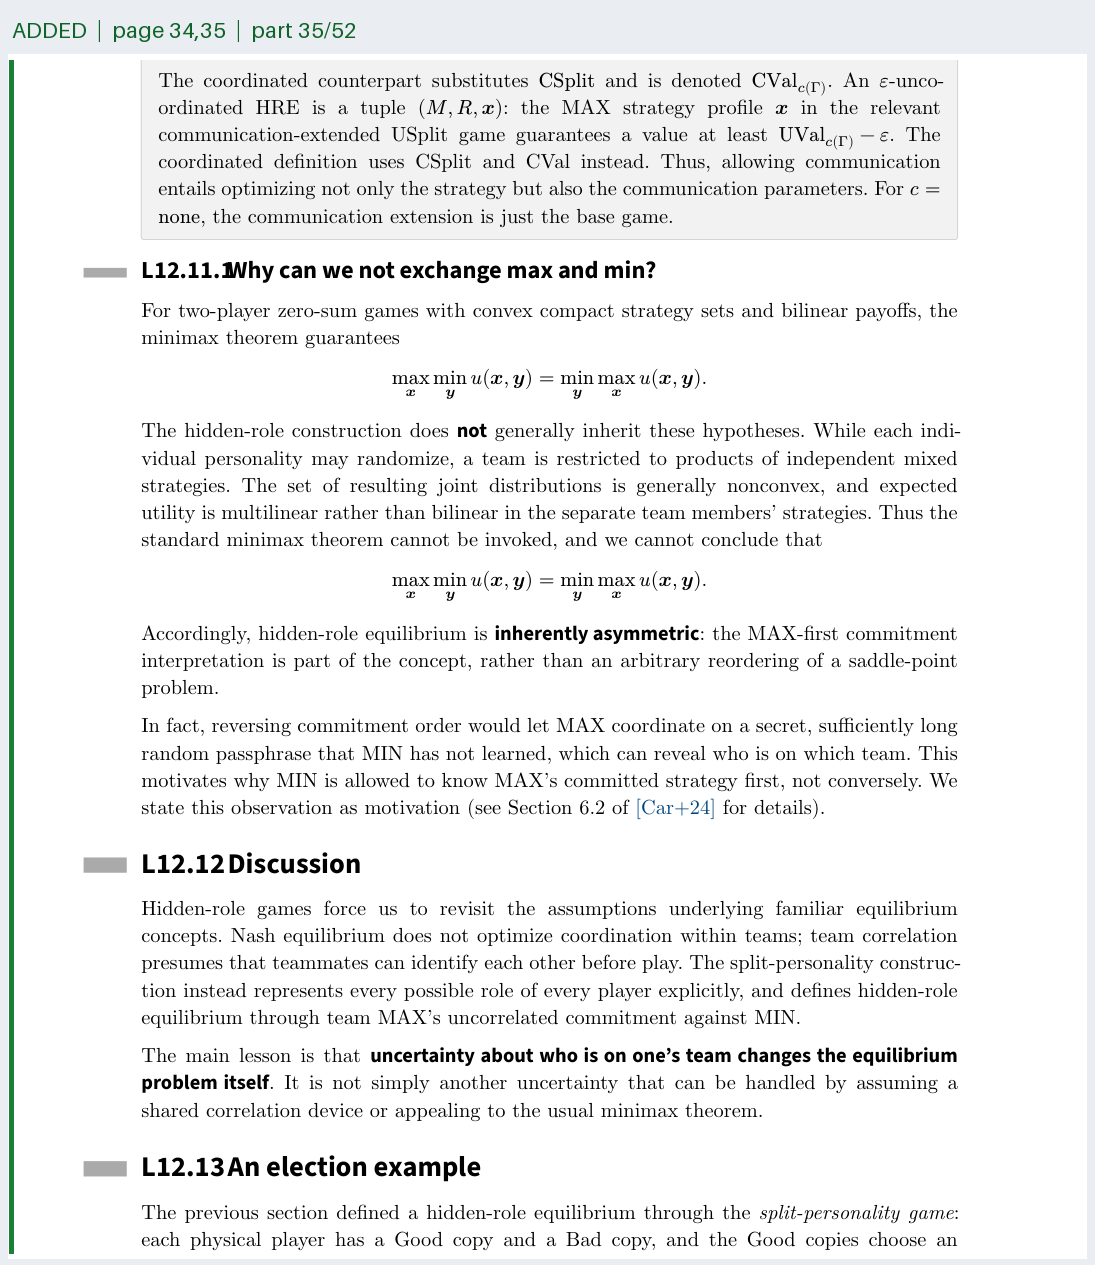 ADDED | page 34,35 | part 35/52
The coordinated counterpart substitutes CSplit and is denoted CVal_{c(Γ)}. An ε-unco-
ordinated HRE is a tuple (M, R, x): the MAX strategy profile x in the relevant
communication-extended USplit game guarantees a value at least UVal_{c(Γ)} − ε. The
coordinated definition uses CSplit and CVal instead. Thus, allowing communication
entails optimizing not only the strategy but also the communication parameters. For c =
none, the communication extension is just the base game.
L12.11.1 Why can we not exchange max and min?
For two-player zero-sum games with convex compact strategy sets and bilinear payoffs, the
minimax theorem guarantees
max_x min_y u(x, y) = min_y max_x u(x, y).
The hidden-role construction does not generally inherit these hypotheses. While each indi-
vidual personality may randomize, a team is restricted to products of independent mixed
strategies. The set of resulting joint distributions is generally nonconvex, and expected
utility is multilinear rather than bilinear in the separate team members' strategies. Thus the
standard minimax theorem cannot be invoked, and we cannot conclude that
max_x min_y u(x, y) = min_y max_x u(x, y).
Accordingly, hidden-role equilibrium is inherently asymmetric: the MAX-first commitment
interpretation is part of the concept, rather than an arbitrary reordering of a saddle-point
problem.
In fact, reversing commitment order would let MAX coordinate on a secret, sufficiently long
random passphrase that MIN has not learned, which can reveal who is on which team. This
motivates why MIN is allowed to know MAX's committed strategy first, not conversely. We
state this observation as motivation (see Section 6.2 of [Car+24] for details).
L12.12 Discussion
Hidden-role games force us to revisit the assumptions underlying familiar equilibrium
concepts. Nash equilibrium does not optimize coordination within teams; team correlation
presumes that teammates can identify each other before play. The split-personality construc-
tion instead represents every possible role of every player explicitly, and defines hidden-role
equilibrium through team MAX's uncorrelated commitment against MIN.
The main lesson is that uncertainty about who is on one's team changes the equilibrium
problem itself. It is not simply another uncertainty that can be handled by assuming a
shared correlation device or appealing to the usual minimax theorem.
L12.13 An election example
The previous section defined a hidden-role equilibrium through the split-personality game:
each physical player has a Good copy and a Bad copy, and the Good copies choose an